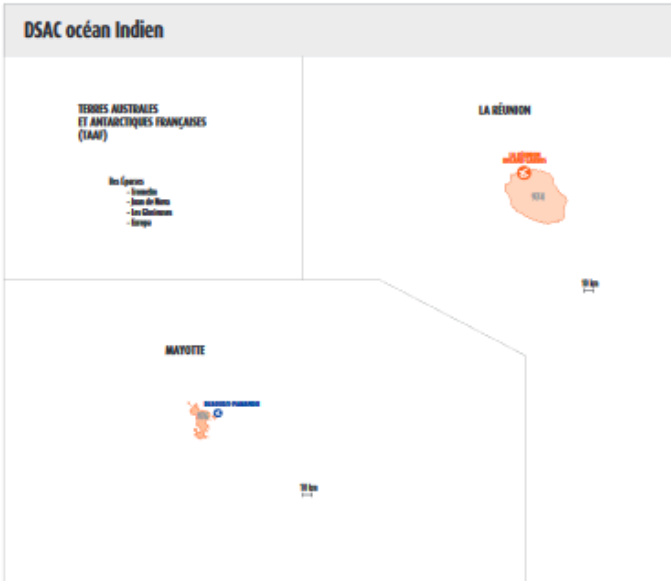 DSAC océan Indien
TERRES AUSTRALES
ET ANTARCTIQUES FRANÇAISES
(TAAF)
Îles Éparses
- Tromelin
- Juan de Nova
- Les Glorieuses
- Europa
LA RÉUNION
974
10 km
MAYOTTE
10 km